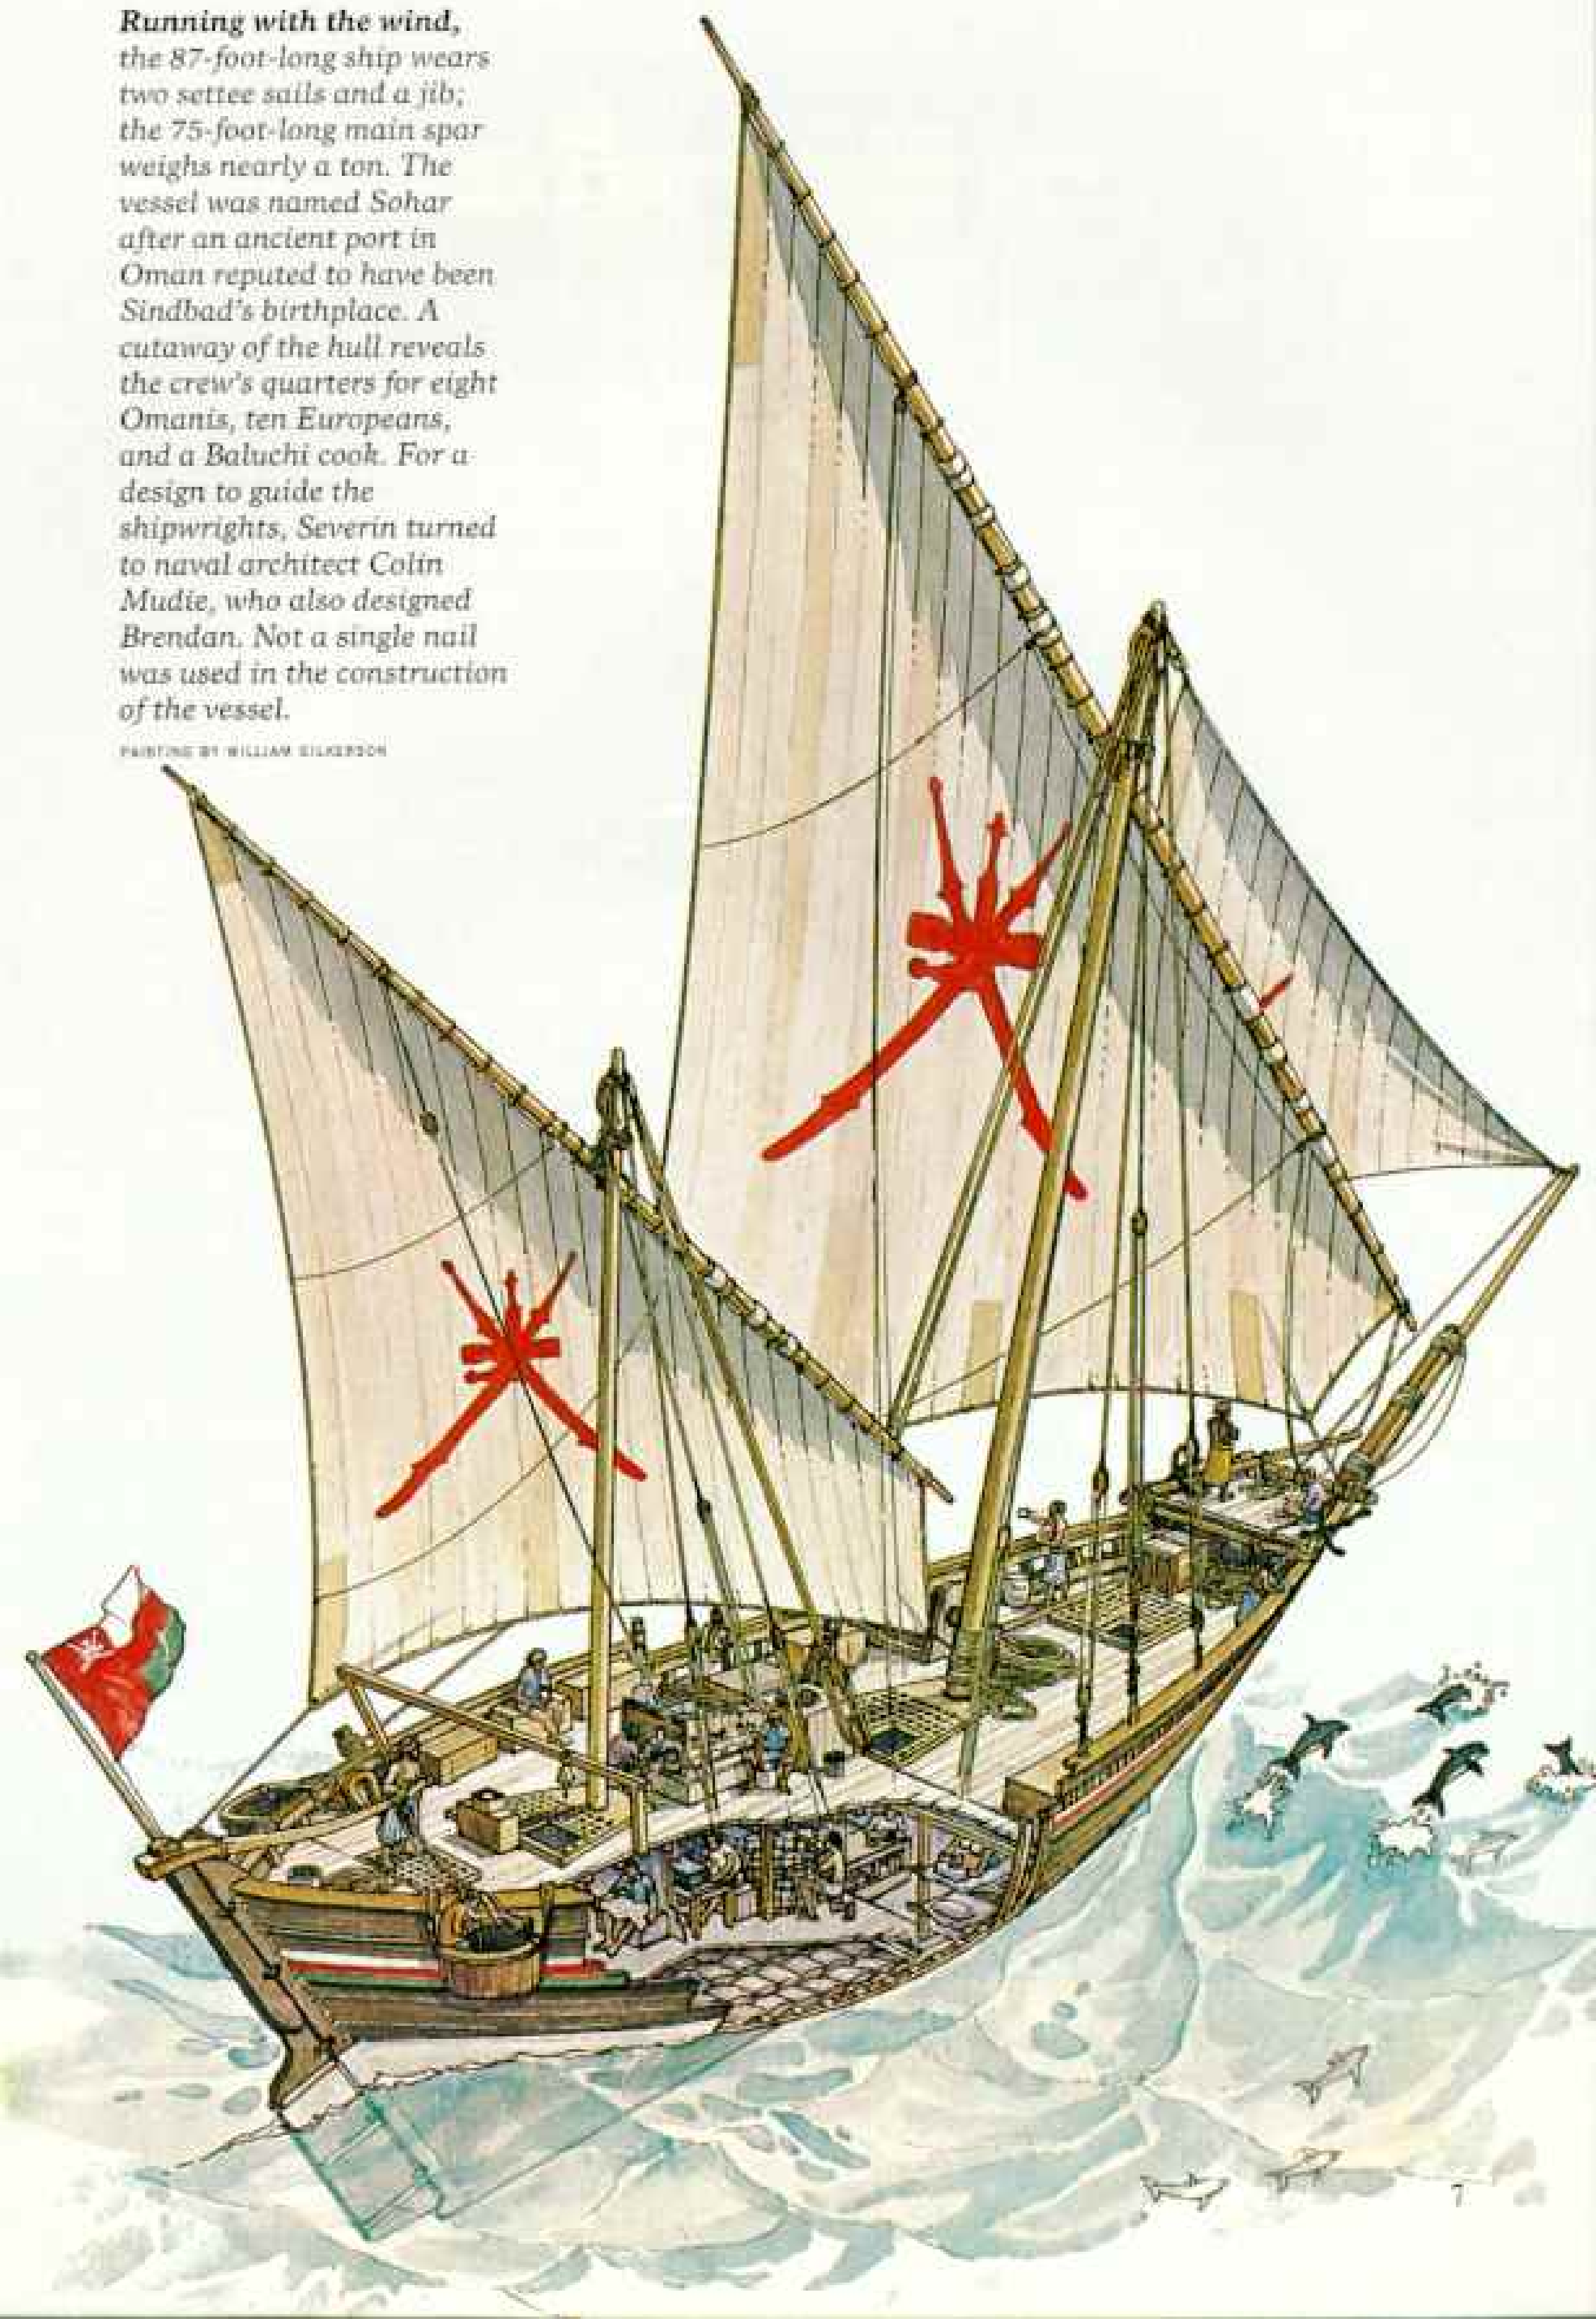 Running with the wind,
the 87-foot-long ship wears
two settee sails and a jib;
the 75-foot-long main spar
weighs nearly a ton. The
vessel was named Sohar
after an ancient port in
Oman reputed to have been
Sindbad's birthplace. A
cutaway of the hull reveals
the crew's quarters for eight
Omanis, ten Europeans,
and a Baluchi cook. For a
design to guide the
shipwrights, Severin turned
to naval architect Colin
Mudie, who also designed
Brendan. Not a single nail
was used in the construction
of the vessel.
PAINTING BY WILLIAM GILKERSON
7